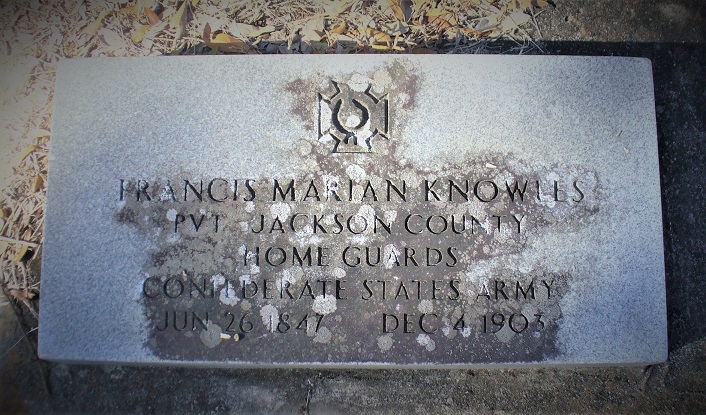 FRANCIS MARIAN KNOWLES
PVT JACKSON COUNTY
HOME GUARDS
CONFEDERATE STATES ARMY
JUN 26 1847 DEC 4 1903